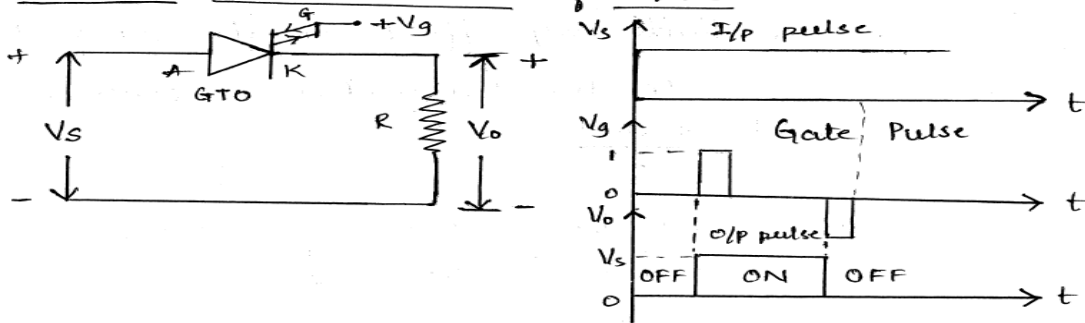 G
+Vg
+
A
K
+
GTO
Vs
R
Vo
-
-
Vs
I/p pulse
t
Vg
Gate Pulse
1
0
t
Vo
o/p pulse
Vs
OFF
ON
OFF
0
t